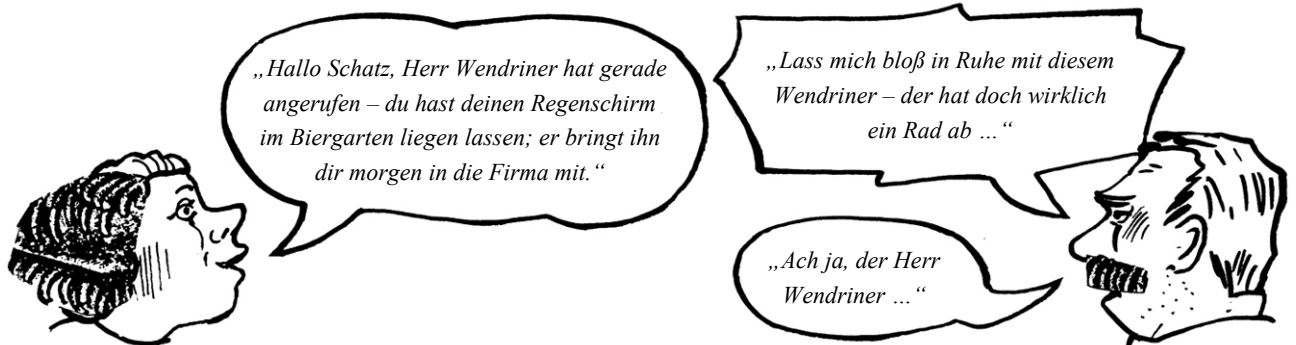 „Hallo Schatz, Herr Wendriner hat gerade
angerufen – du hast deinen Regenschirm
im Biergarten liegen lassen; er bringt ihn
dir morgen in die Firma mit.“
„Lass mich bloß in Ruhe mit diesem
Wendriner – der hat doch wirklich
ein Rad ab …“
„Ach ja, der Herr
Wendriner …“